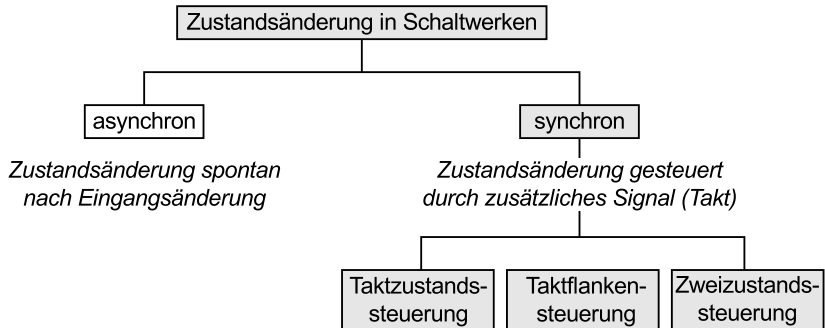 Zustandsänderung in Schaltwerken
asynchron
synchron
Zustandsänderung spontan
nach Eingangsänderung
Zustandsänderung gesteuert
durch zusätzliches Signal (Takt)
Taktzustands-
steuerung
Taktflanken-
steuerung
Zweizustands-
steuerung